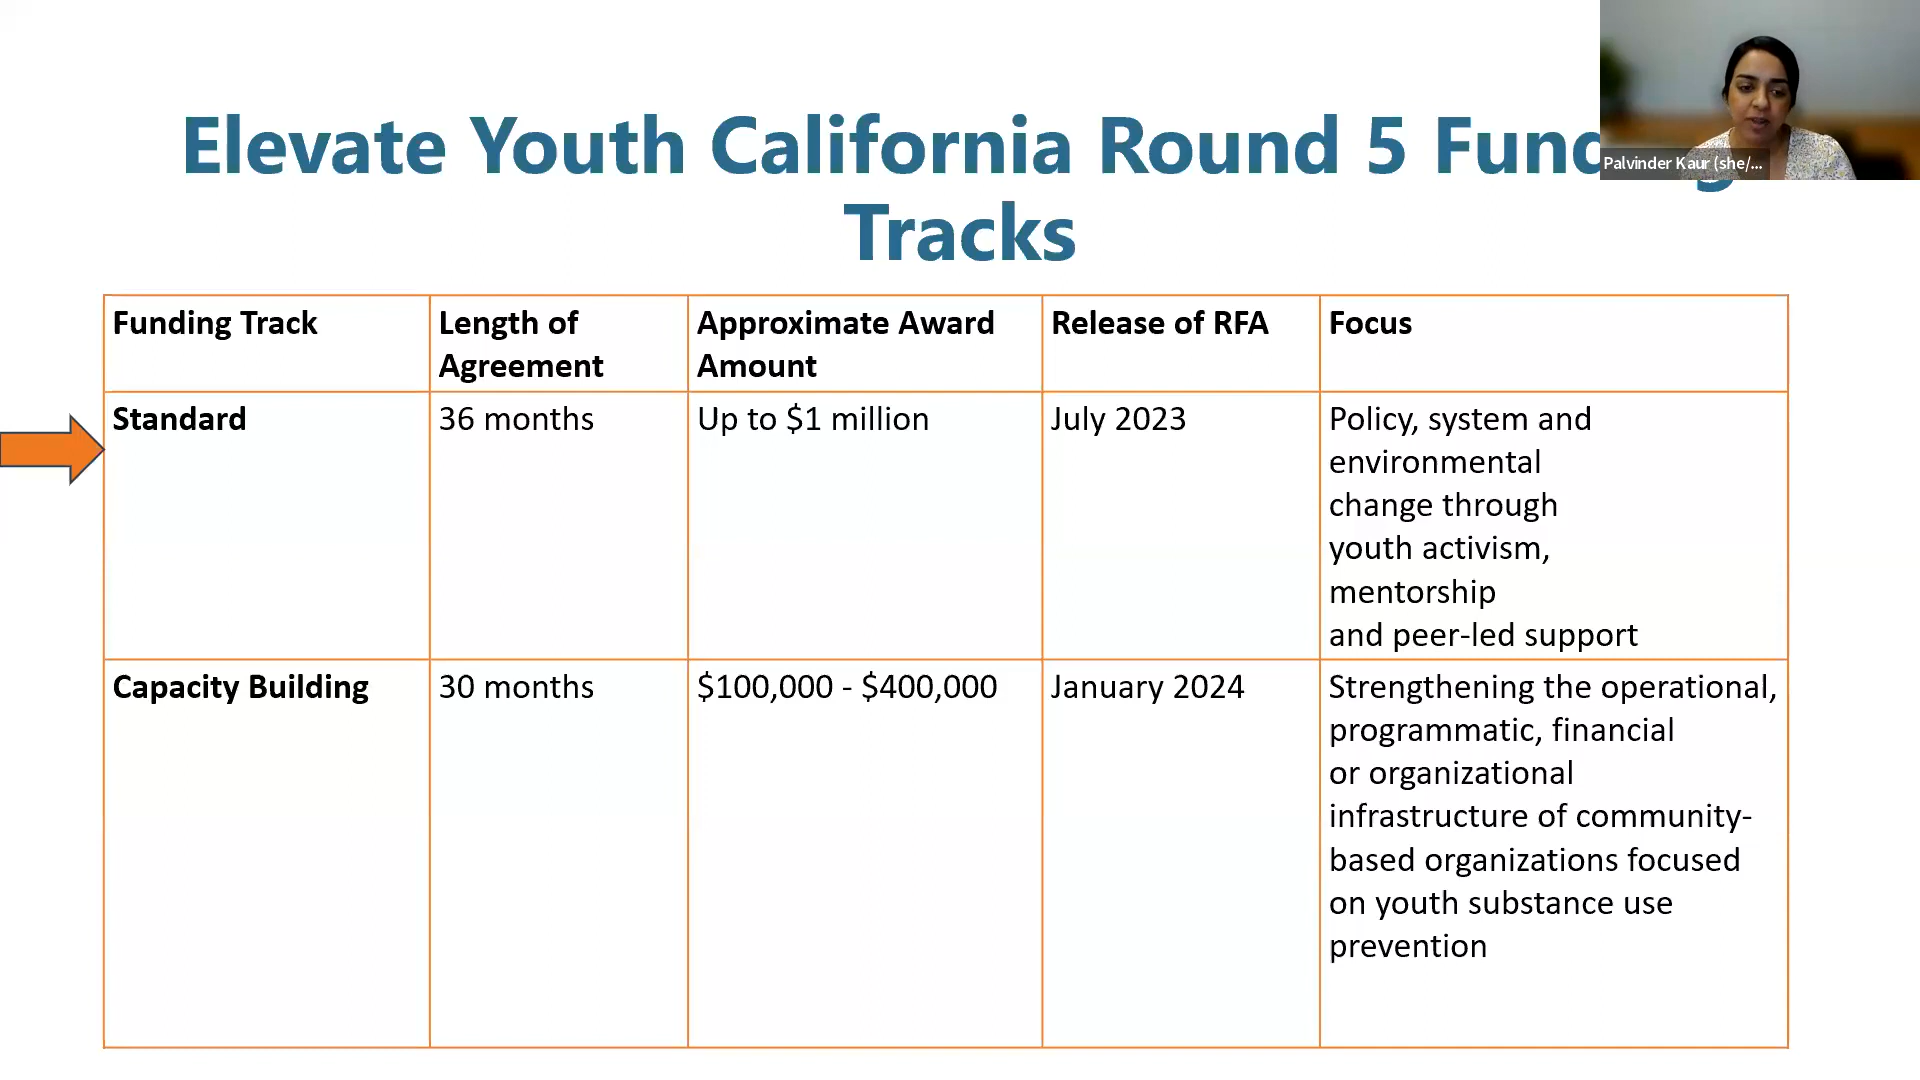 Elevate Youth California Round 5 Fund
Tracks
Palvinder Kaur (she/...
Funding Track
Length of
Agreement
Approximate Award
Amount
Release of RFA
Focus
Standard
36 months
Up to $1 million
July 2023
Policy, system and
environmental
change through
youth activism,
mentorship
and peer-led support
Capacity Building
30 months
$100,000 - $400,000
January 2024
Strengthening the operational,
programmatic, financial
or organizational
infrastructure of community-
based organizations focused
on youth substance use
prevention